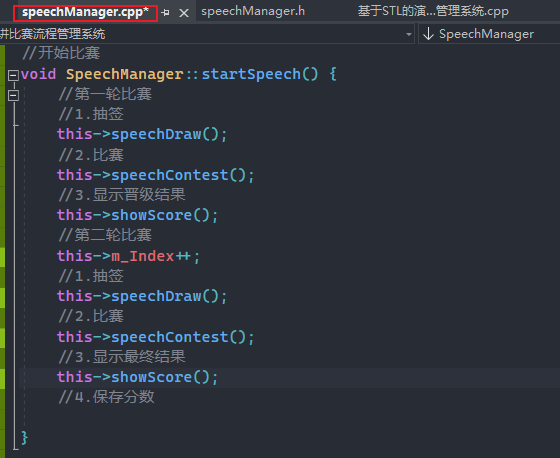 speechManager.cpp*
speechManager.h
基于STL的演...管理系统.cpp
讲比赛流程管理系统
SpeechManager
//开始比赛
void SpeechManager::startSpeech() {
//第一轮比赛
//1.抽签
this->speechDraw();
//2.比赛
this->speechContest();
//3.显示晋级结果
this->showScore();
//第二轮比赛
this->m_Index++;
//1.抽签
this->speechDraw();
//2.比赛
this->speechContest();
//3.显示最终结果
this->showScore();
//4.保存分数
}